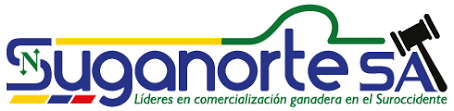 Suganorte SA
N
Líderes en comercialización ganadera en el Suroccidente